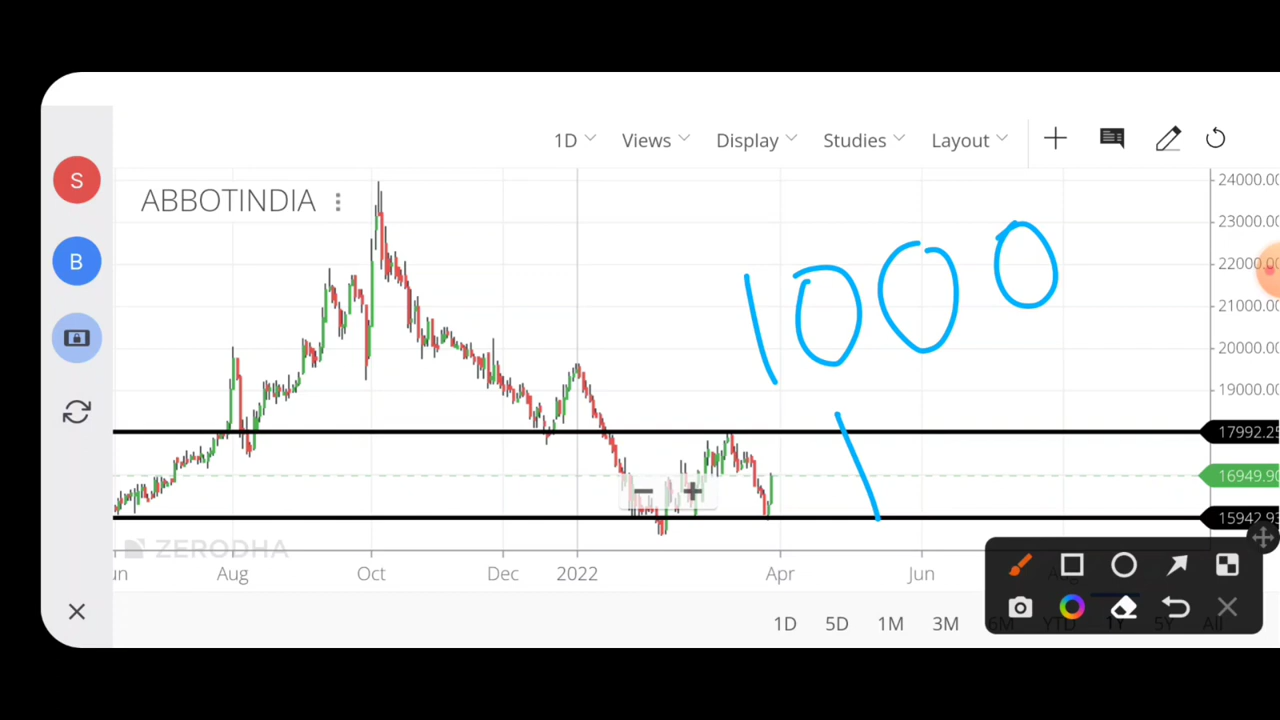 1D Views Display Studies Layout
S
ABBOTINDIA
24000.00
23000.00
B
22000.00
21000.00
20000.00
19000.00
1000
17992.25
16949.90
15942.93
ZERODHA
Aug Oct Dec 2022 Apr Jun
1D 5D 1M 3M 6M YTD 1Y 5Y All